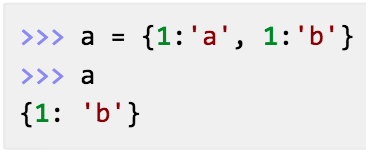 >>> a = {1:'a', 1:'b'}
>>> a
{1: 'b'}